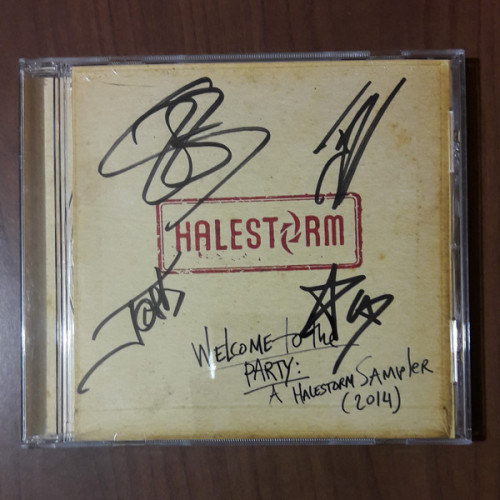 HALESTORM
WELCOME to the
PARTY:
A HALESTORM SAMPLER
(2014)